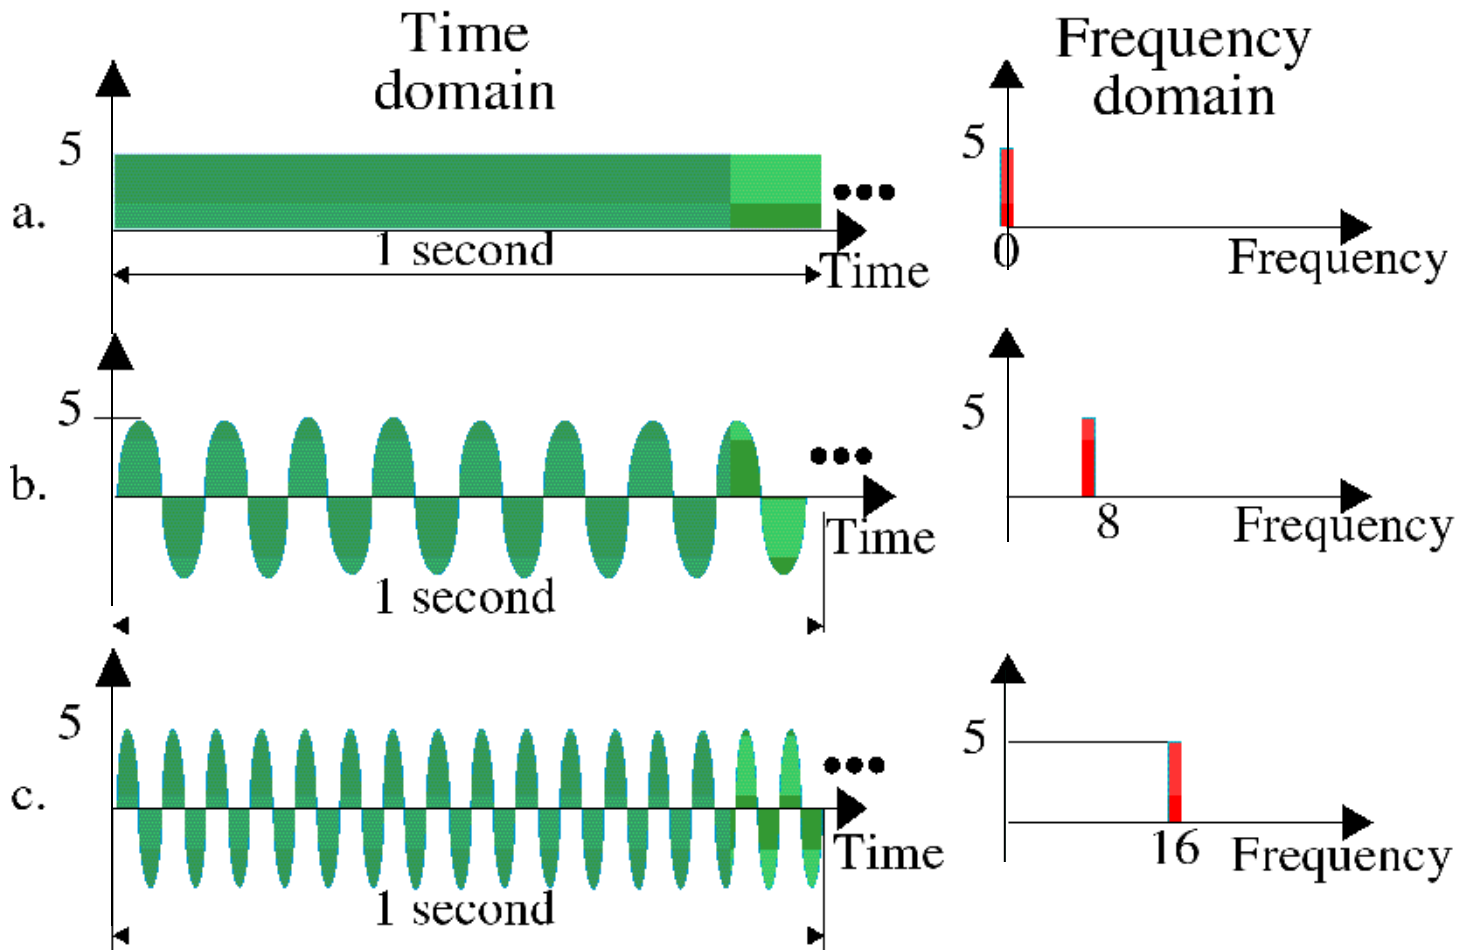 Time
domain
Frequency
domain
5
a.
1 second
Time
5
0
Frequency
5
b.
1 second
Time
5
8
Frequency
5
c.
1 second
Time
5
16
Frequency